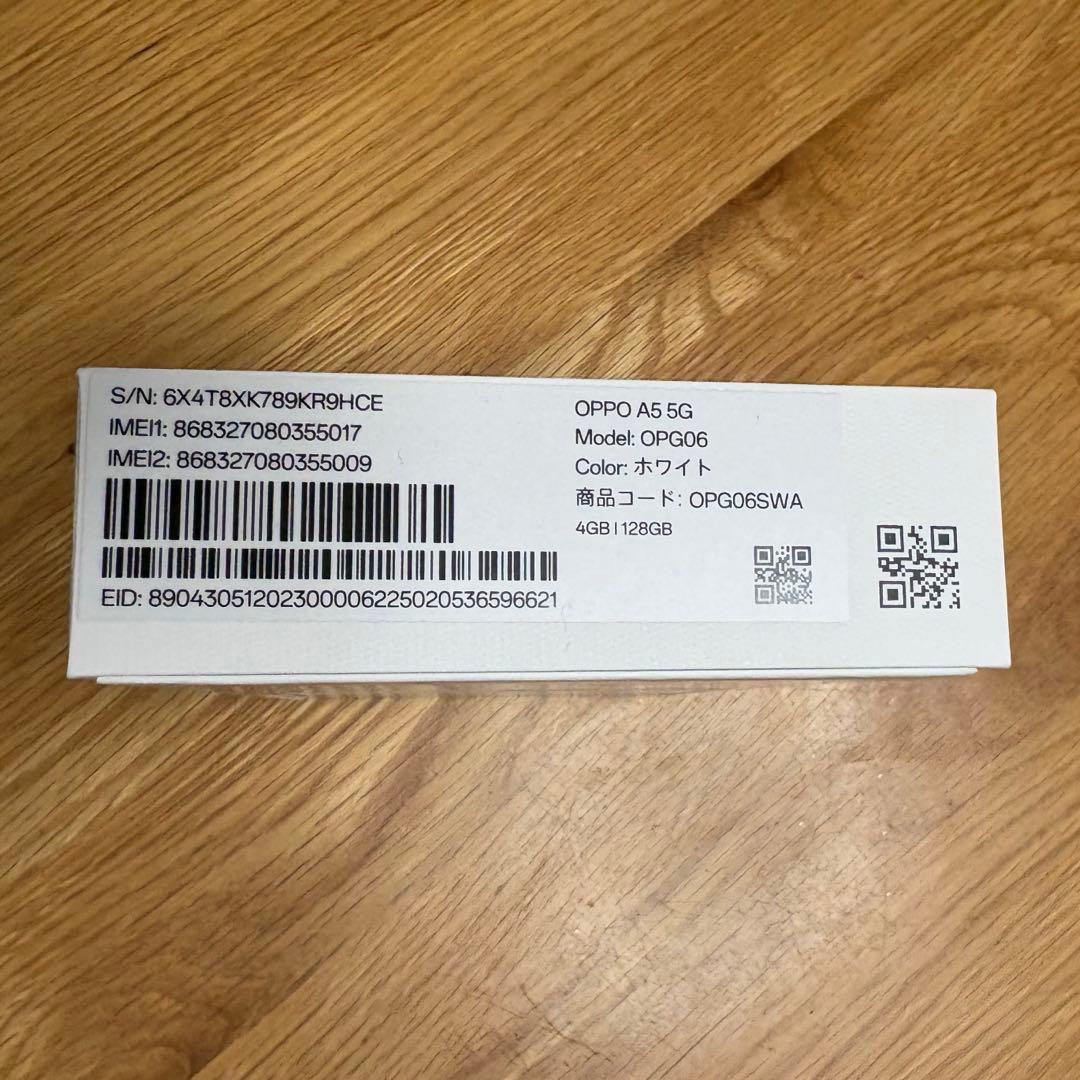 S/N: 6X4T8XK789KR9HCE
IMEI1: 868327080355017
IMEI2: 868327080355009
EID: 89043051202300006225020536596621
OPPO A5 5G
Model: OPG06
Color: ホワイト
商品コード: OPG06SWA
4GB | 128GB